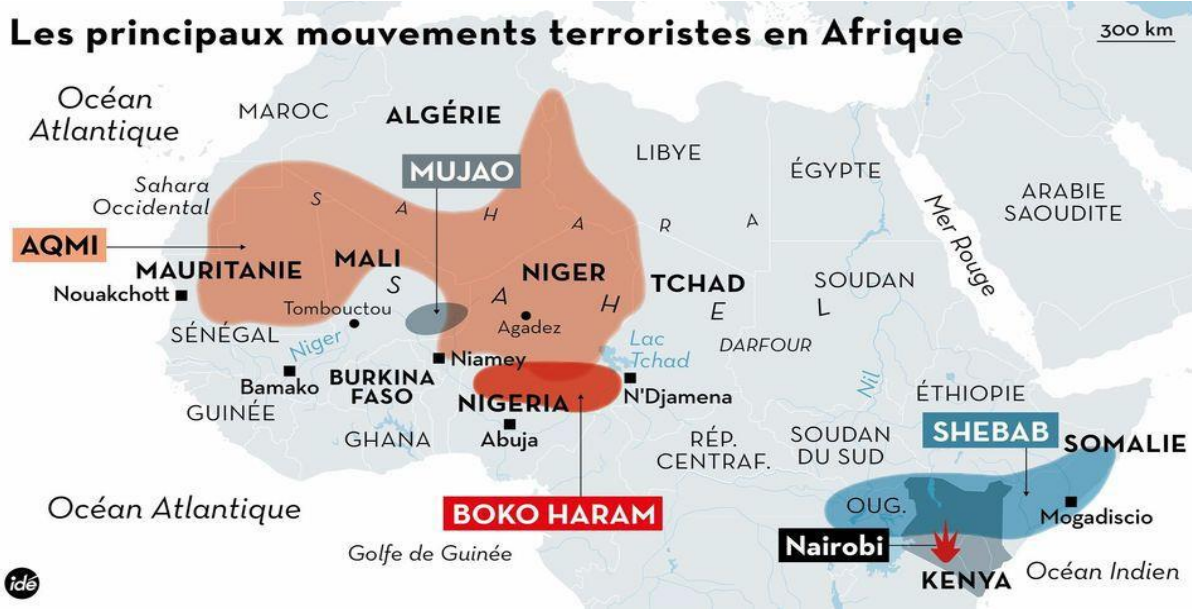 Les principaux mouvements terroristes en Afrique
300 km
Océan
Atlantique
MAROC
ALGÉRIE
LIBYE
ÉGYPTE
ARABIE
SAOUDITE
Mer Rouge
MUJAO
Sahara
Occidental
S A H A R A
AQMI
MAURITANIE
MALI
NIGER
TCHAD
SOUDAN
S A H E L
Nouakchott
Tombouctou
Agadez
SÉNÉGAL
Niger
Lac
Tchad
DARFOUR
Nil
Niamey
Bamako
BURKINA
FASO
NIGERIA
N'Djamena
ÉTHIOPIE
GUINÉE
GHANA
Abuja
RÉP.
CENTRAF.
SOUDAN
DU SUD
SHEBAB
SOMALIE
Océan Atlantique
BOKO HARAM
OUG.
Mogadiscio
Golfe de Guinée
Nairobi
KENYA
Océan Indien
idé